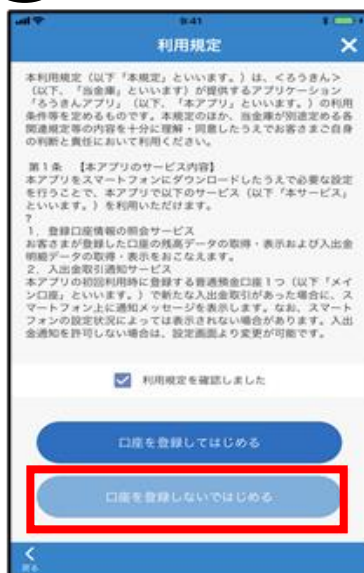 9:41
利用規定
本利用規定（以下「本規定」といいます。）は、＜ろうきん＞
（以下、「当金庫」といいます）が提供するアプリケーション
「ろうきんアプリ」（以下、「本アプリ」といいます。）の利用
条件等を定めるものです。本規定のほか、当金庫が別途定める各
関連規定等の内容を十分に理解・同意したうえでお客さまご自身
の判断と責任において利用ください。
第１条　【本アプリのサービス内容】
本アプリをスマートフォンにダウンロードしたうえで必要な設定
を行うことで、本アプリで以下のサービス（以下「本サービス」
といいます。）を利用いただけます。
?
１．登録口座情報の照会サービス
お客さまが登録した口座の残高データの取得・表示および入出金
明細データの取得・表示をおこなえます。
２．入出金取引通知サービス
本アプリの初回利用時に登録する普通預金口座１つ（以下「メイ
ン口座」といいます。）で新たな入出金取引があった場合に、ス
マートフォン上に通知メッセージを表示します。なお、スマート
フォンの設定状況によっては表示されない場合があります。入出
金通知を許可しない場合は、設定画面より変更が可能です。
利用規定を確認しました
口座を登録してはじめる
口座を登録しないではじめる
戻る